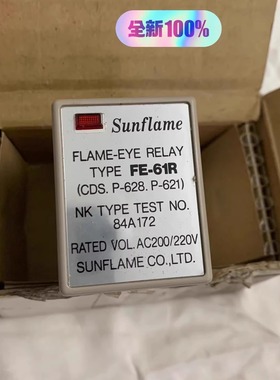 全新100%
Sunflame
FLAME-EYE RELAY
TYPE FE-61R
(CDS. P-628. P-621)
NK TYPE TEST NO.
84A172
RATED VOL. AC200/220V
SUNFLAME CO., LTD.